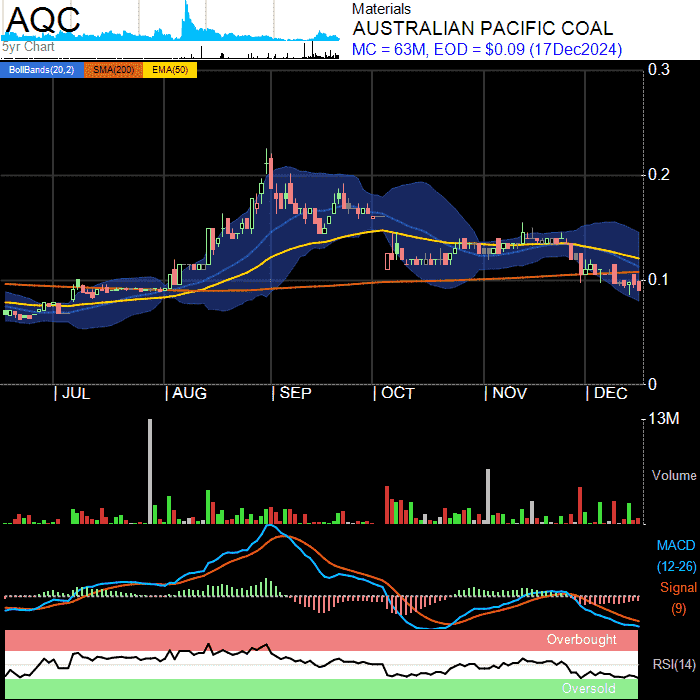 AQC
5yr Chart
Materials
AUSTRALIAN PACIFIC COAL
MC = 63M, EOD = $0.09 (17Dec2024)
BollBands(20,2) SMA(200) EMA(50)
0.3
0.2
0.1
0
| JUL | AUG | SEP | OCT | NOV | DEC
13M
Volume
MACD
(12-26)
Signal
(9)
Overbought
RSI(14)
Oversold